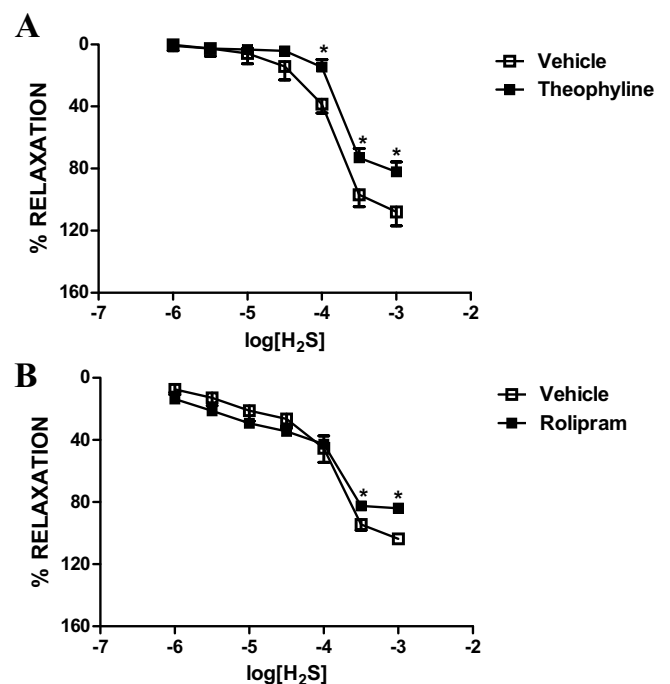 A
0
40
80
120
160
% RELAXATION
* * *
-7 -6 -5 -4 -3 -2
log[H₂S]
Vehicle
Theophyline
B
0
40
80
120
160
% RELAXATION
* *
-7 -6 -5 -4 -3 -2
log[H₂S]
Vehicle
Rolipram